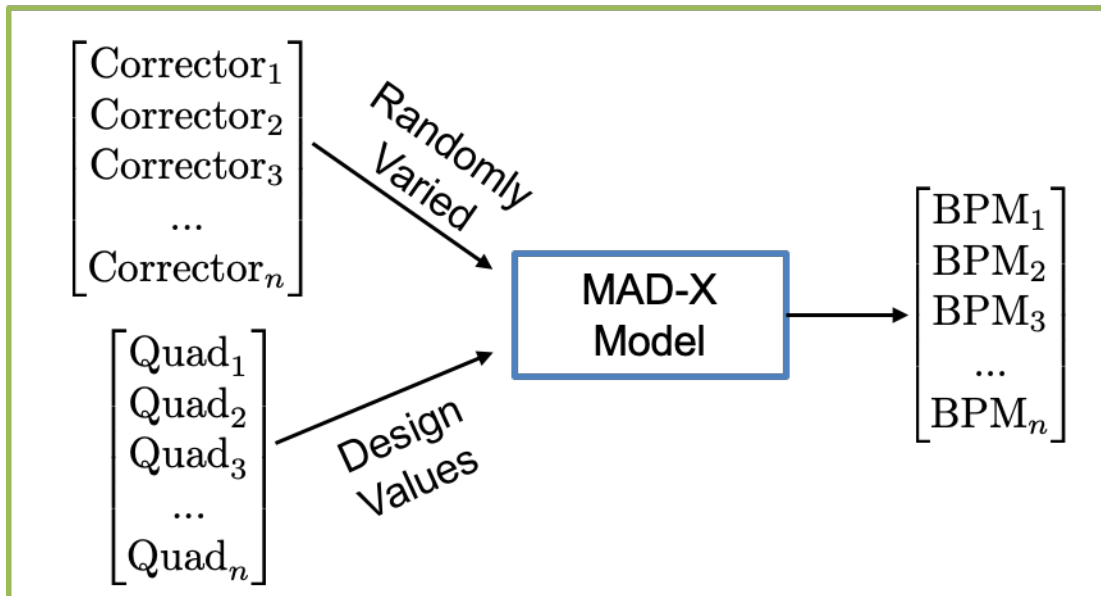 Corrector₁
Corrector₂
Corrector₃
...
Correctorₙ
Randomly
Varied
Quad₁
Quad₂
Quad₃
...
Quadₙ
Design
Values
MAD-X
Model
BPM₁
BPM₂
BPM₃
...
BPMₙ